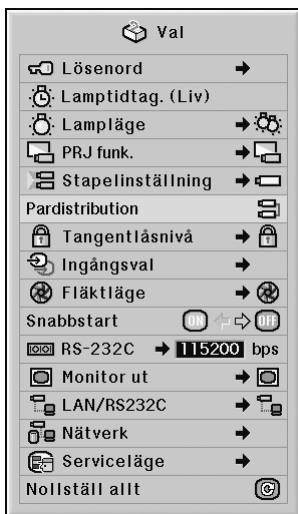 Val
Lösenord
Lamptidtag. (Liv)
Lampläge
PRJ funk.
Stapelinställning
Pardistribution
Tangentlåsnivå
Ingångsval
Fläktläge
Snabbstart ON OFF
RS-232C 115200 bps
Monitor ut
LAN/RS232C
Nätverk
Serviceläge
Nollställ allt